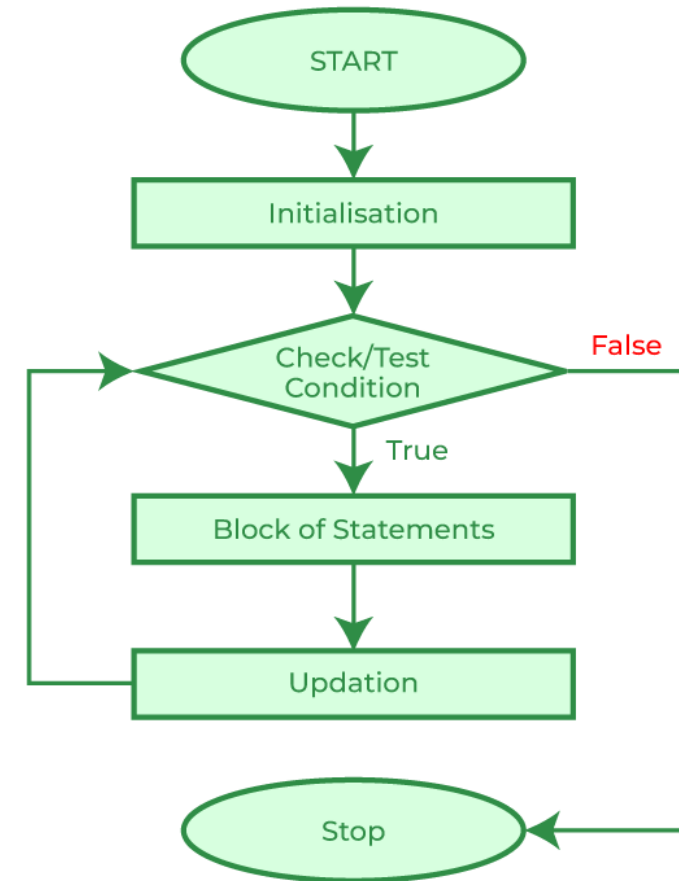 START
Initialisation
Check/Test
Condition
False
True
Block of Statements
Updation
Stop